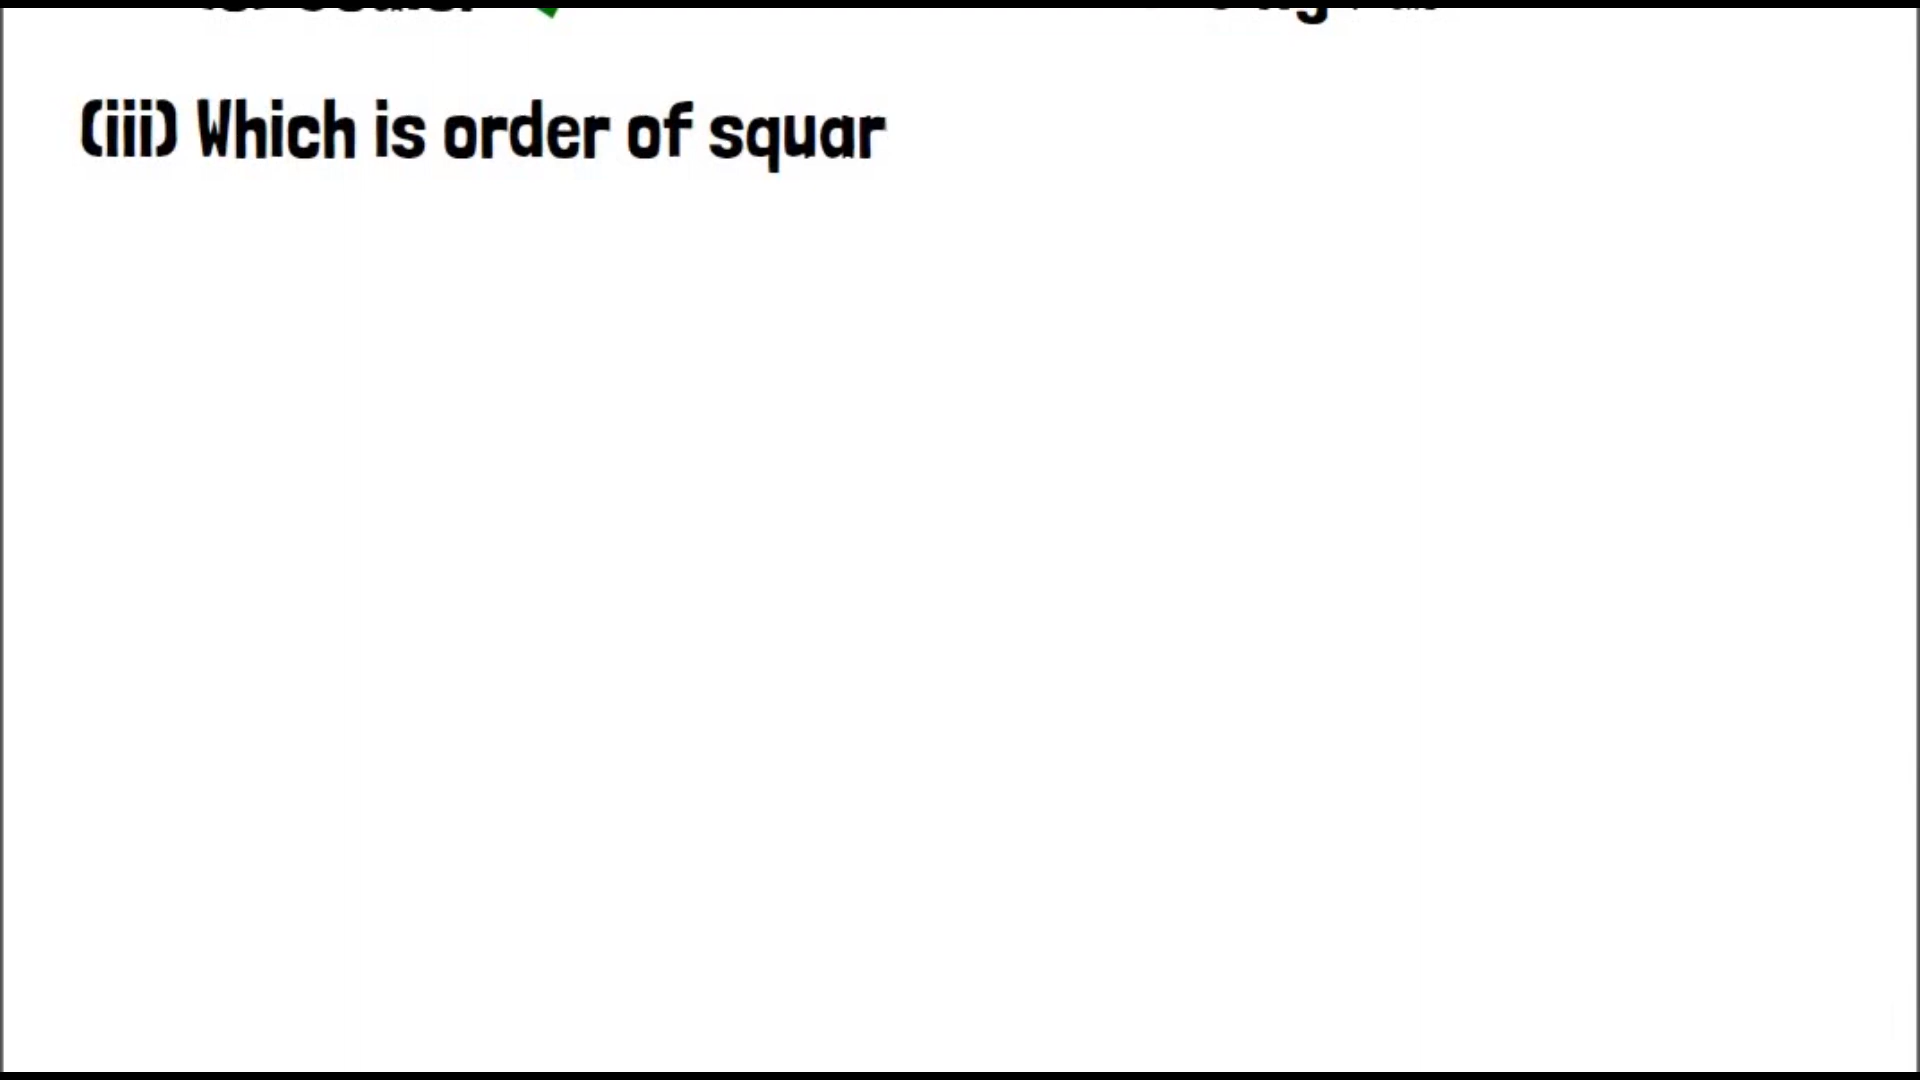 (iii) Which is order of squar